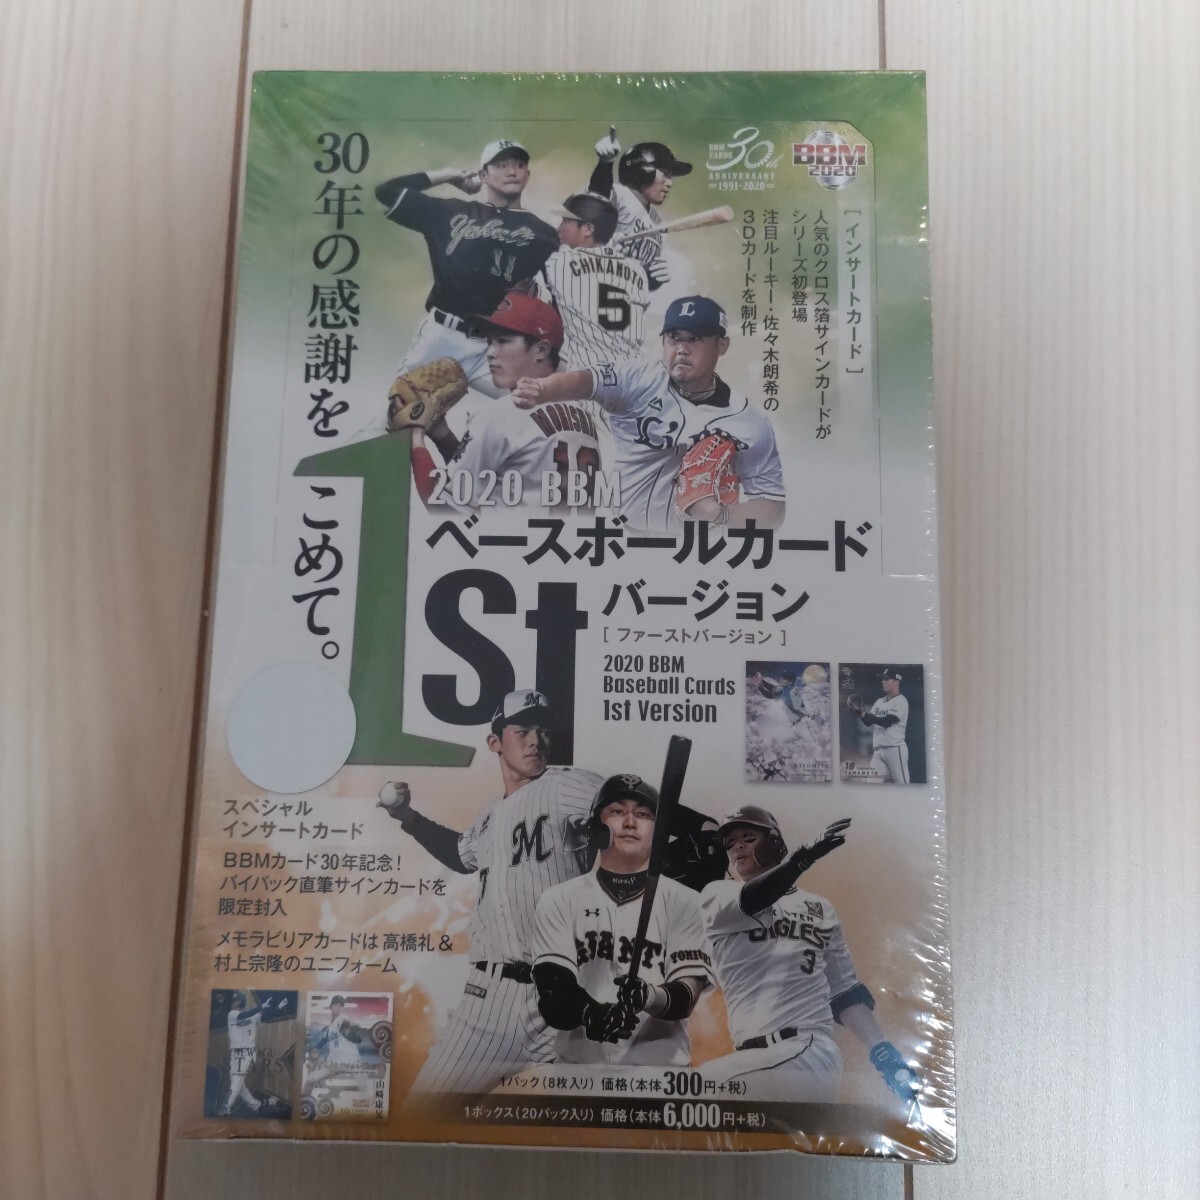 30年の感謝をこめて。
BBM CARDS 30th
ANNIVERSARY
1991-2020
BBM
2020
[インサートカード]
人気のクロス箔サインカードが
シリーズ初登場
注目ルーキー・佐々木朗希の
3Dカードを制作
Yakult
11
CHIKAMOTO
5
L
MORISHITA
18
2020 BBM
ベースボールカード
1St バージョン
[ ファーストバージョン ]
2020 BBM
Baseball Cards
1st Version
18
M
M
スペシャル
インサートカード
BBMカード30年記念!
バイバック直筆サインカードを
限定封入
メモラビリアカードは 髙橋礼&
村上宗隆のユニフォーム
GIANTS
EAGLES
3
STARS
山﨑康晃
1パック(8枚入り) 価格(本体300円+税)
1ボックス(20パック入り) 価格(本体6,000円+税)